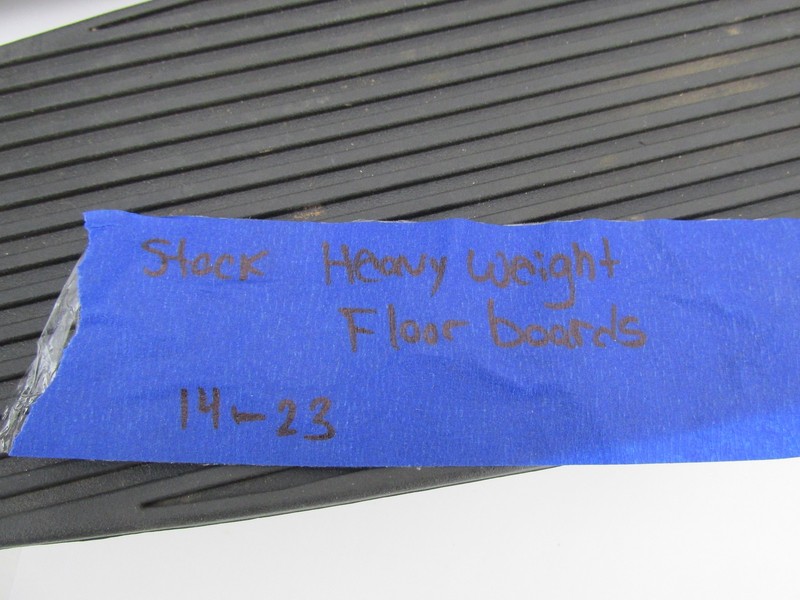 Stock Heavy Weight
Floor boards
14-23